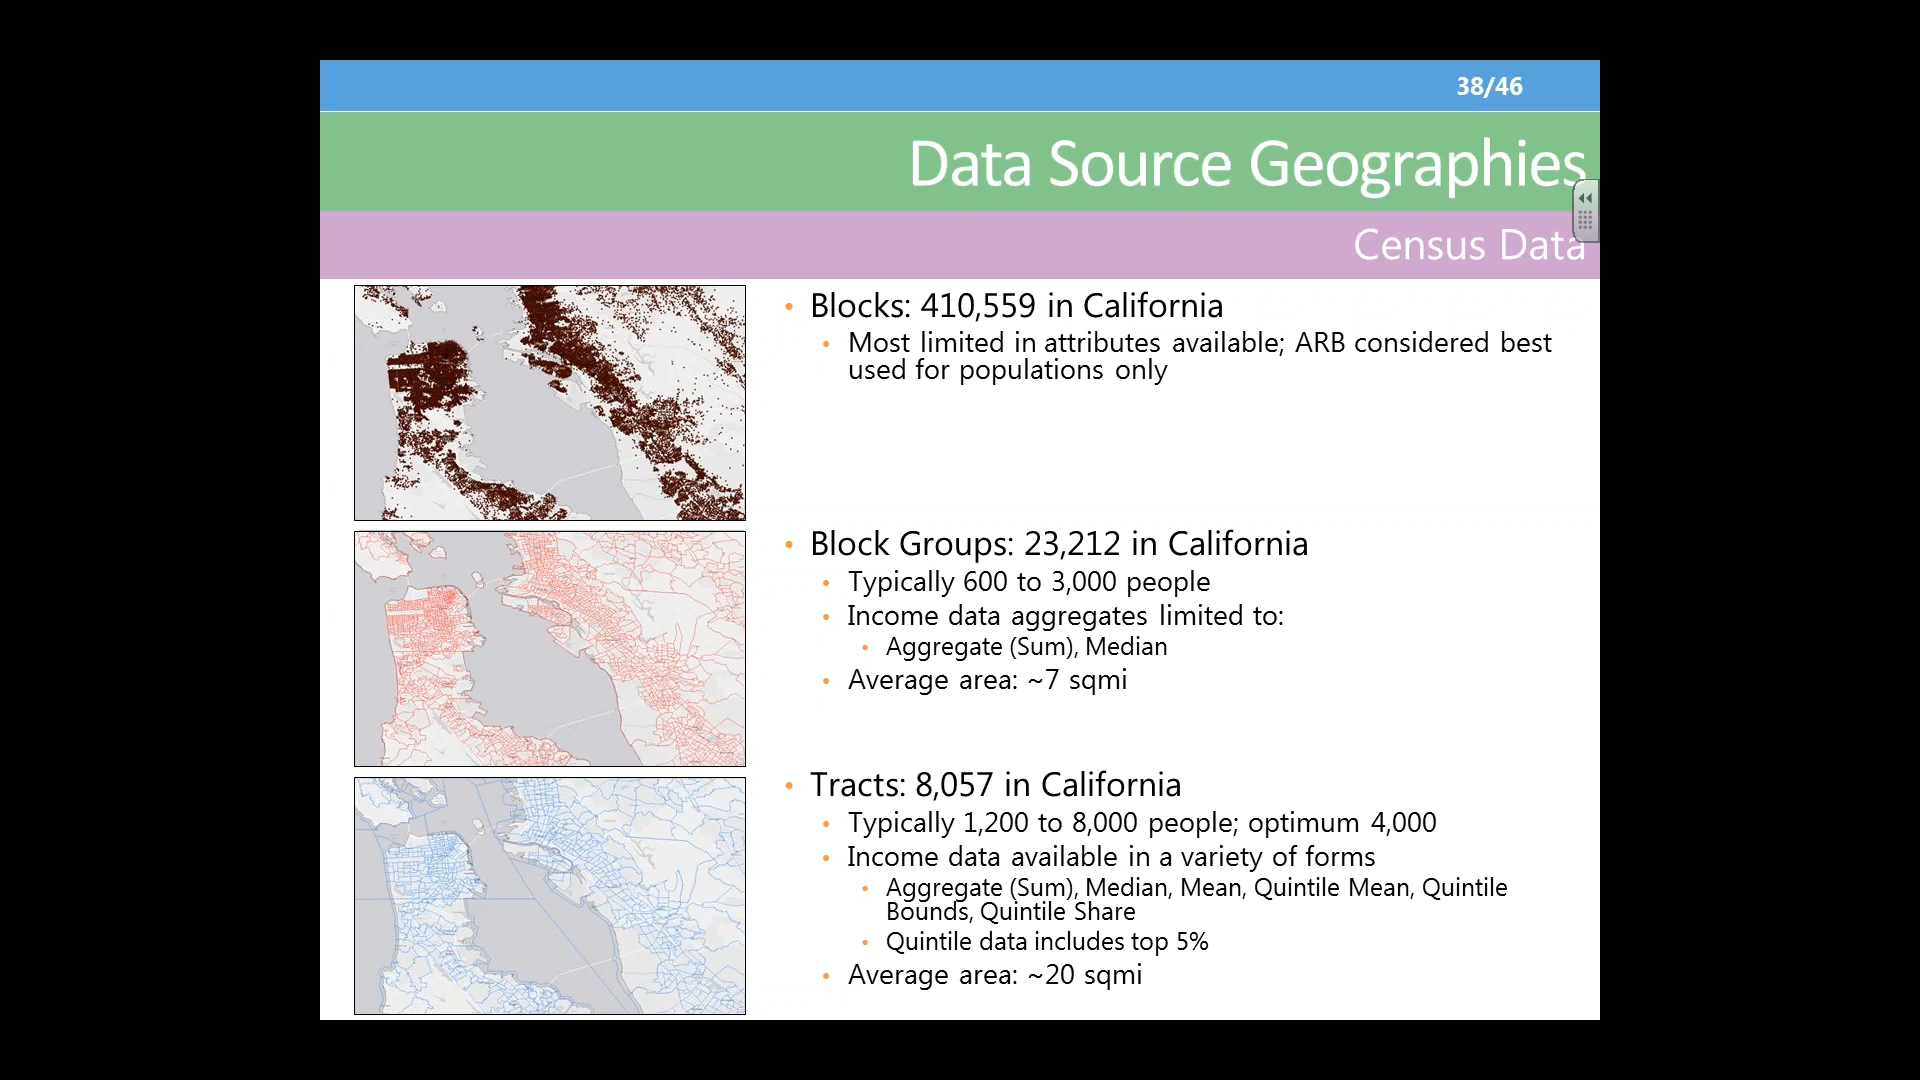 38/46
Data Source Geographies
Census Data
• Blocks: 410,559 in California
• Most limited in attributes available; ARB considered best
used for populations only
• Block Groups: 23,212 in California
• Typically 600 to 3,000 people
• Income data aggregates limited to:
• Aggregate (Sum), Median
• Average area: ~7 sqmi
• Tracts: 8,057 in California
• Typically 1,200 to 8,000 people; optimum 4,000
• Income data available in a variety of forms
• Aggregate (Sum), Median, Mean, Quintile Mean, Quintile
Bounds, Quintile Share
• Quintile data includes top 5%
• Average area: ~20 sqmi